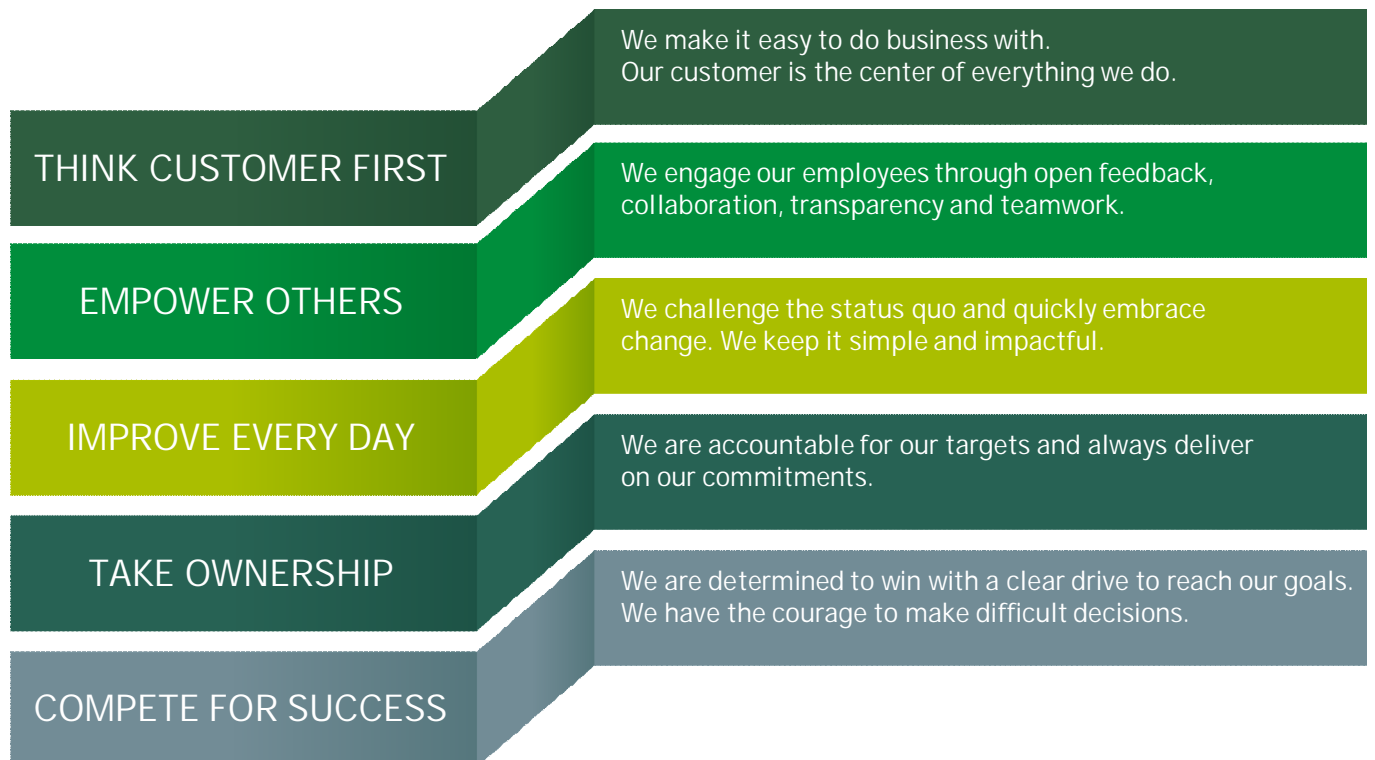 THINK CUSTOMER FIRST
We make it easy to do business with.
Our customer is the center of everything we do.
EMPOWER OTHERS
We engage our employees through open feedback,
collaboration, transparency and teamwork.
IMPROVE EVERY DAY
We challenge the status quo and quickly embrace
change. We keep it simple and impactful.
TAKE OWNERSHIP
We are accountable for our targets and always deliver
on our commitments.
COMPETE FOR SUCCESS
We are determined to win with a clear drive to reach our goals.
We have the courage to make difficult decisions.